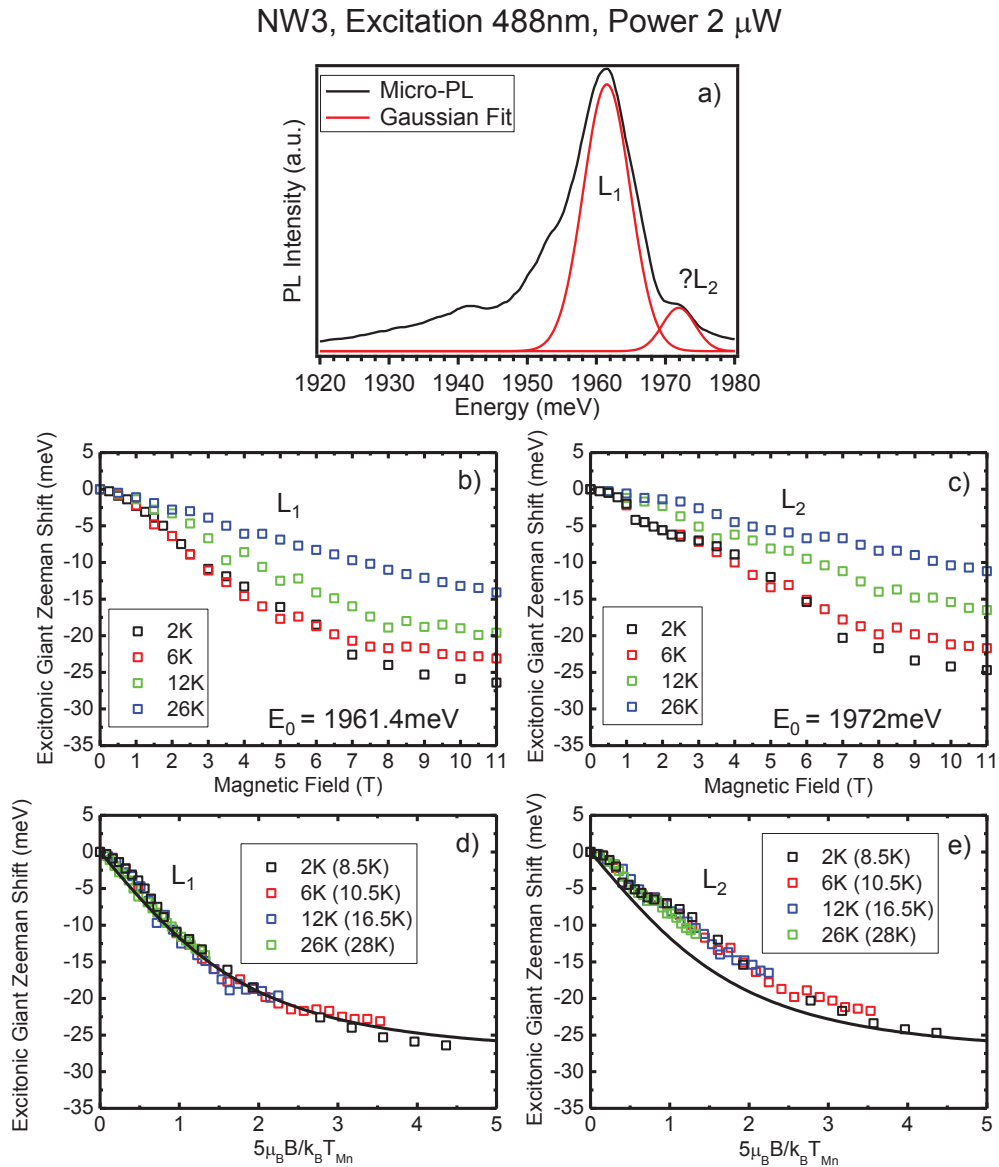 NW3, Excitation 488nm, Power 2 μW
Micro-PL
Gaussian Fit
a)
L₁
?L₂
PL Intensity (a.u.)
1920 1930 1940 1950 1960 1970 1980
Energy (meV)
b)
L₁
Excitonic Giant Zeeman Shift (meV)
5
0
-5
-10
-15
-20
-25
-30
-35
2K
6K
12K
26K
E₀ = 1961.4meV
0 1 2 3 4 5 6 7 8 9 10 11
Magnetic Field (T)
c)
L₂
Excitonic Giant Zeeman Shift (meV)
5
0
-5
-10
-15
-20
-25
-30
-35
2K
6K
12K
26K
E₀ = 1972meV
0 1 2 3 4 5 6 7 8 9 10 11
Magnetic Field (T)
d)
L₁
Excitonic Giant Zeeman Shift (meV)
5
0
-5
-10
-15
-20
-25
-30
-35
2K (8.5K)
6K (10.5K)
12K (16.5K)
26K (28K)
0 1 2 3 4 5
5μ_BB/k_BT_Mn
e)
L₂
Excitonic Giant Zeeman Shift (meV)
5
0
-5
-10
-15
-20
-25
-30
-35
2K (8.5K)
6K (10.5K)
12K (16.5K)
26K (28K)
0 1 2 3 4 5
5μ_BB/k_BT_Mn